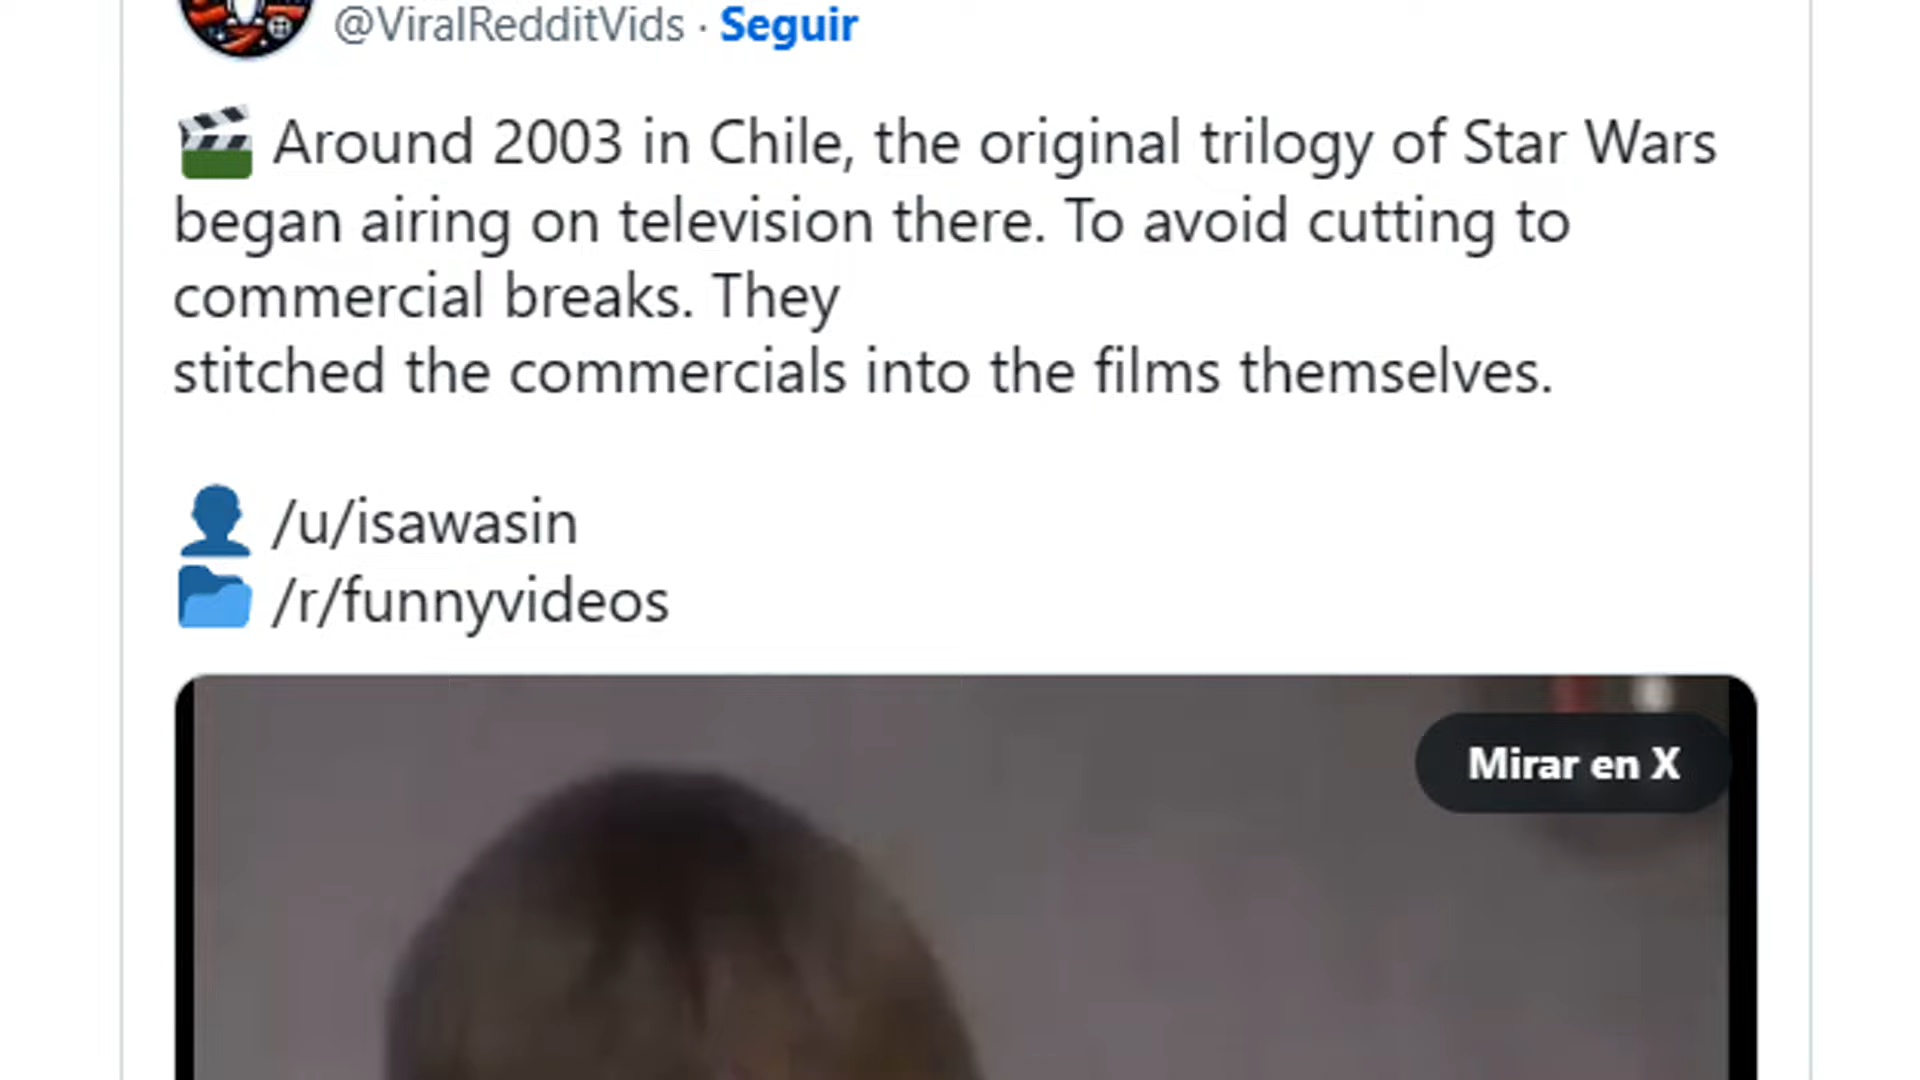 @ViralRedditVids · Seguir
🎬 Around 2003 in Chile, the original trilogy of Star Wars
began airing on television there. To avoid cutting to
commercial breaks. They
stitched the commercials into the films themselves.
👤 /u/isawasin
📂 /r/funnyvideos
Mirar en X